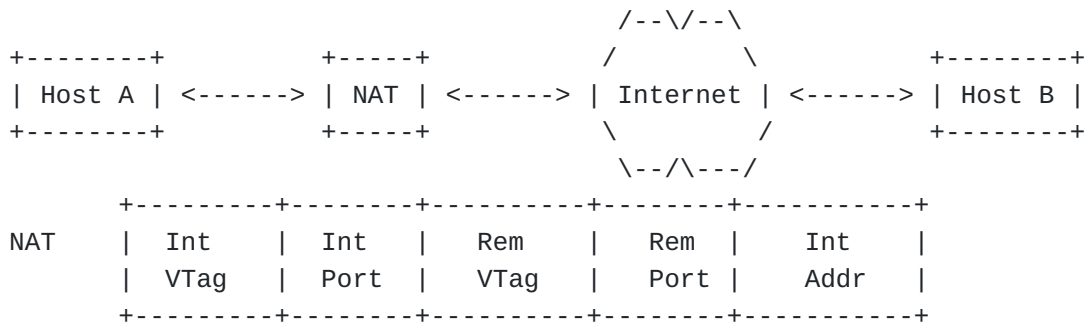 /--\/--\
+--------+          +-----+           /        \           +--------+
| Host A | <------> | NAT | <------> | Internet | <------> | Host B |
+--------+          +-----+           \         /          +--------+
                                       \--/\---/
       +---------+--------+----------+--------+-----------+
NAT    |  Int    |  Int   |   Rem    |   Rem  |    Int    |
       |  VTag   |  Port  |   VTag   |   Port |    Addr   |
       +---------+--------+----------+--------+-----------+